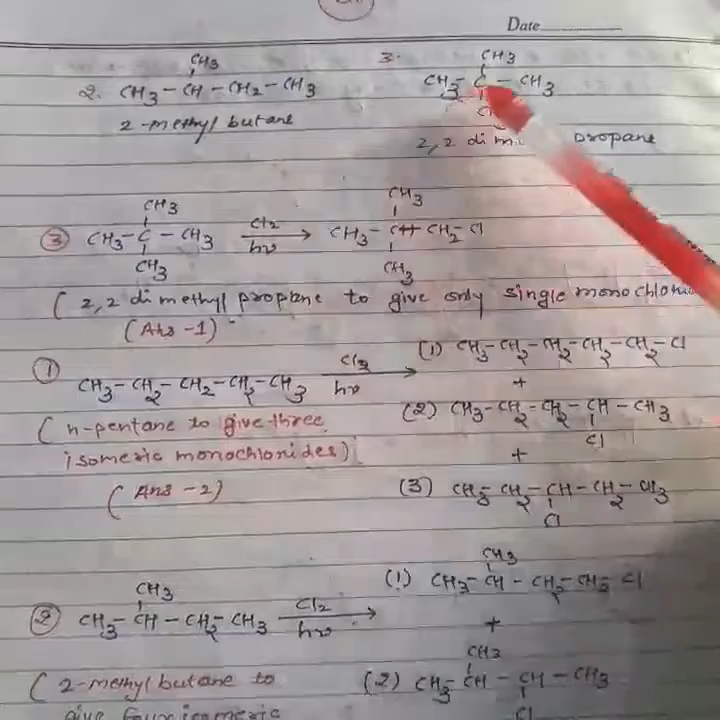 Date
CH3 3. CH3
2. CH3-CH-CH2-CH3 CH3-C-CH3
2-methyl butane
2,2 di propane
CH3 CH3
③ CH3-C-CH3 Cl2 hν → CH3-CH-CH2-Cl
CH3 CH3
( 2,2 dimethyl propane to give only single
(Ans-1)
① CH3-CH2-CH2-CH2-CH3 Cl2 hν → (1) CH3-CH2-CH2-CH2-CH2-Cl
+
(n-pentane to give three (2) CH3-CH2-CH2-CH-CH3
Cl
isomeric monochlorides) +
(Ans-2) (3) CH3-CH2-CH-CH2-CH3
Cl
CH3
(1) CH3-CH-CH2-CH3 Cl
CH3
② CH3-CH-CH2-CH3 Cl2 hν → +
CH3
( 2-methyl butane to (2) CH3-CH-CH-CH3
give four isomeric Cl